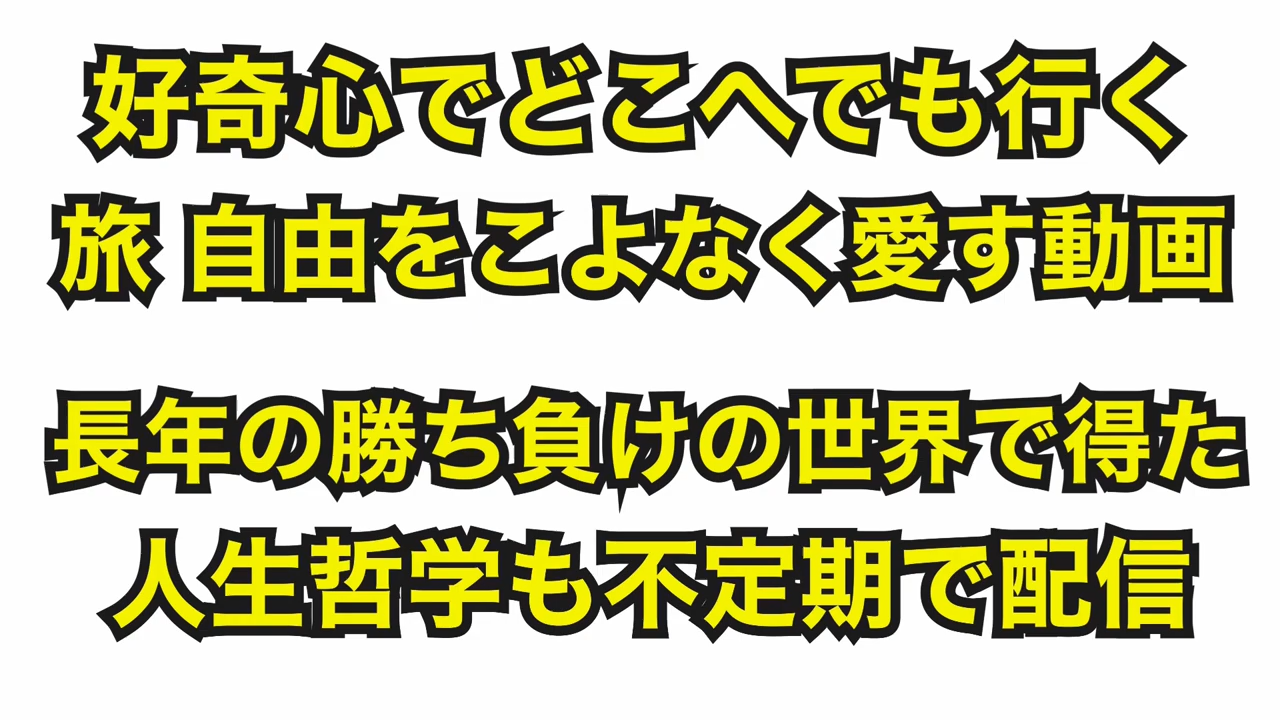 好奇心でどこへでも行く
旅 自由をこよなく愛す動画
長年の勝ち負けの世界で得た
人生哲学も不定期で配信